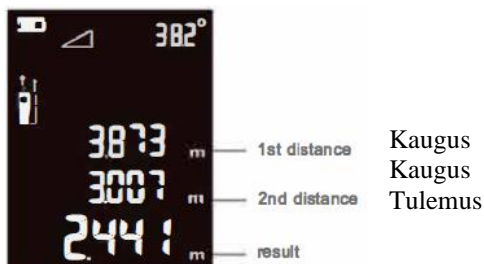 38.2°
3.873 m 1st distance Kaugus
3.007 m 2nd distance Kaugus
Tulemus
2.441 m result